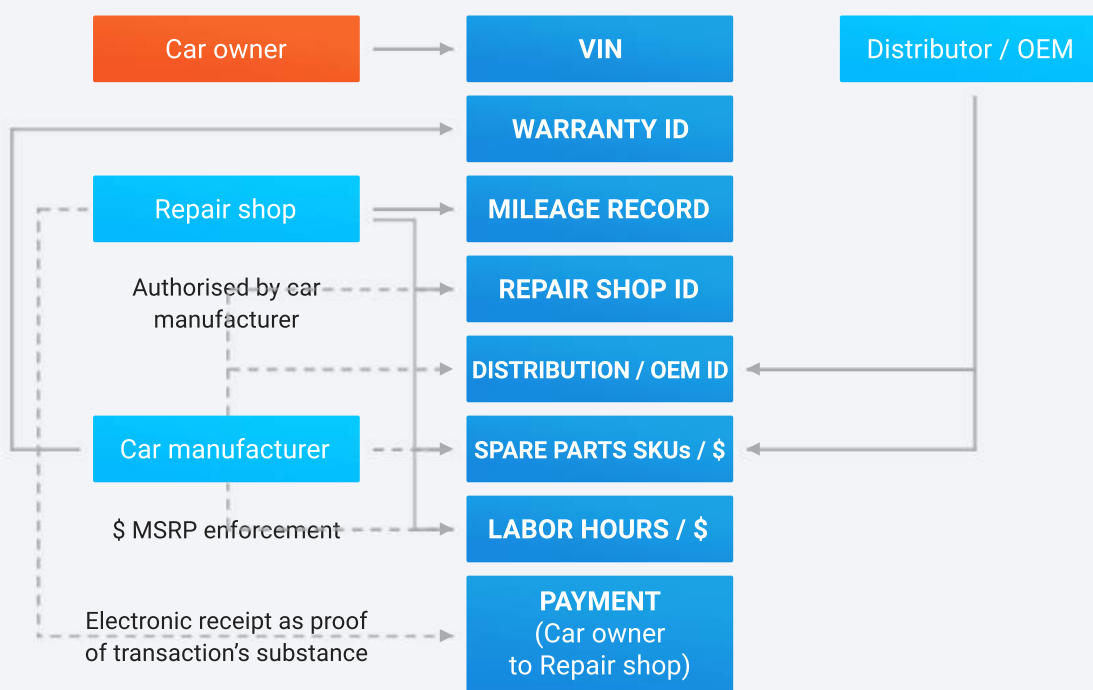 Car owner
VIN
Distributor / OEM
WARRANTY ID
Repair shop
MILEAGE RECORD
Authorised by car
manufacturer
REPAIR SHOP ID
DISTRIBUTION / OEM ID
Car manufacturer
SPARE PARTS SKUs / $
$ MSRP enforcement
LABOR HOURS / $
Electronic receipt as proof
of transaction’s substance
PAYMENT
(Car owner
to Repair shop)